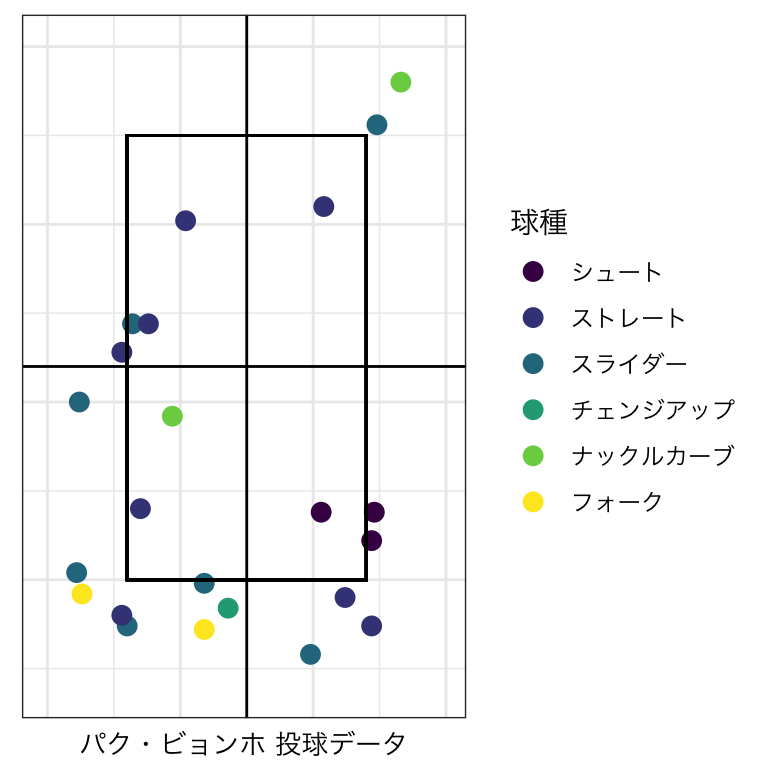 球種
シュート
ストレート
スライダー
チェンジアップ
ナックルカーブ
フォーク
パク・ビョンホ 投球データ